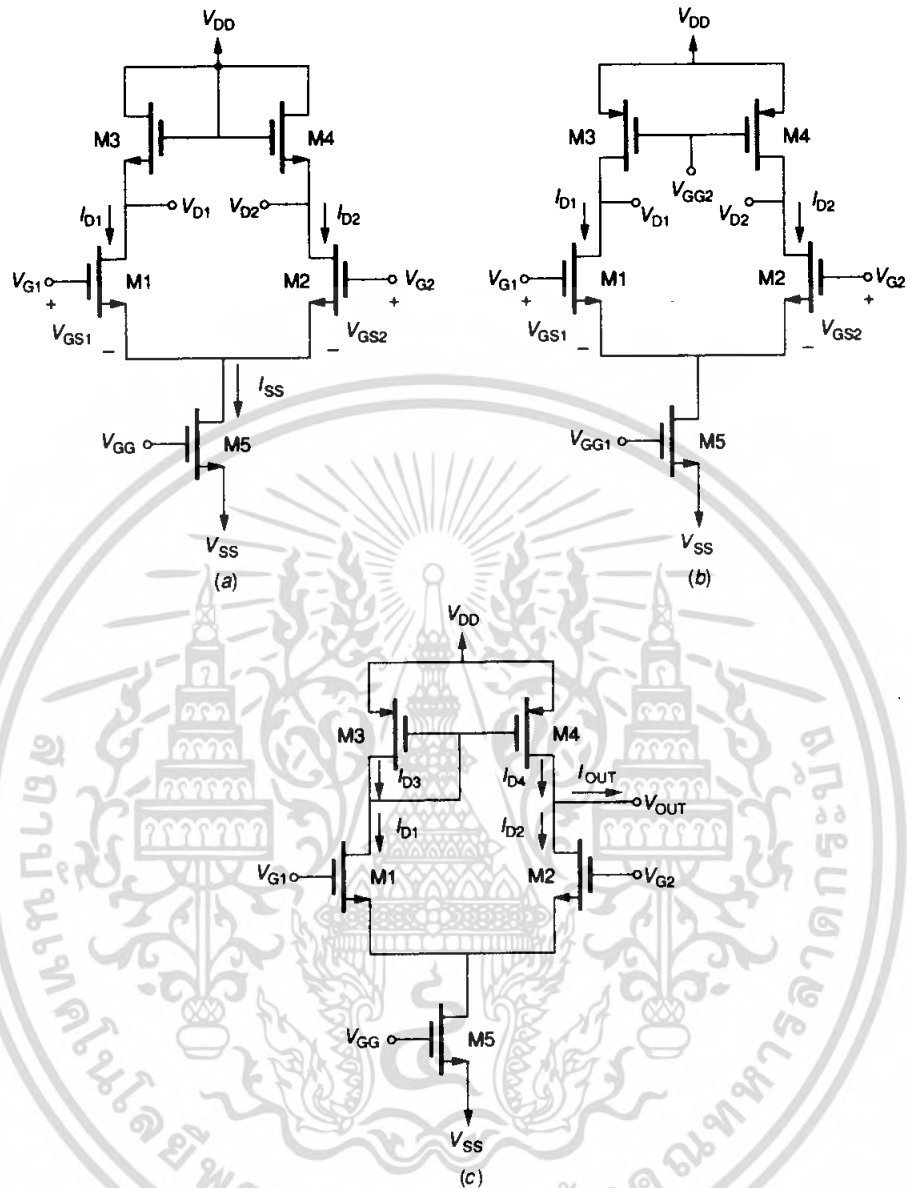 V_DD V_DD
M3 M4 M3 M4
V_GG2
I_D1 V_D1 V_D2 I_D2 I_D1 V_D1 V_D2 I_D2
V_G1 M1 M2 V_G2 V_G1 M1 M2 V_G2
+ + + +
V_GS1 V_GS2 V_GS1 V_GS2
– – – –
I_SS
V_GG M5 V_GG1 M5
V_SS V_SS
(a) (b)
V_DD
M3 M4
I_D3 I_D4 I_OUT
V_OUT
I_D1 I_D2
V_G1 M1 M2 V_G2
V_GG M5
V_SS
(c)